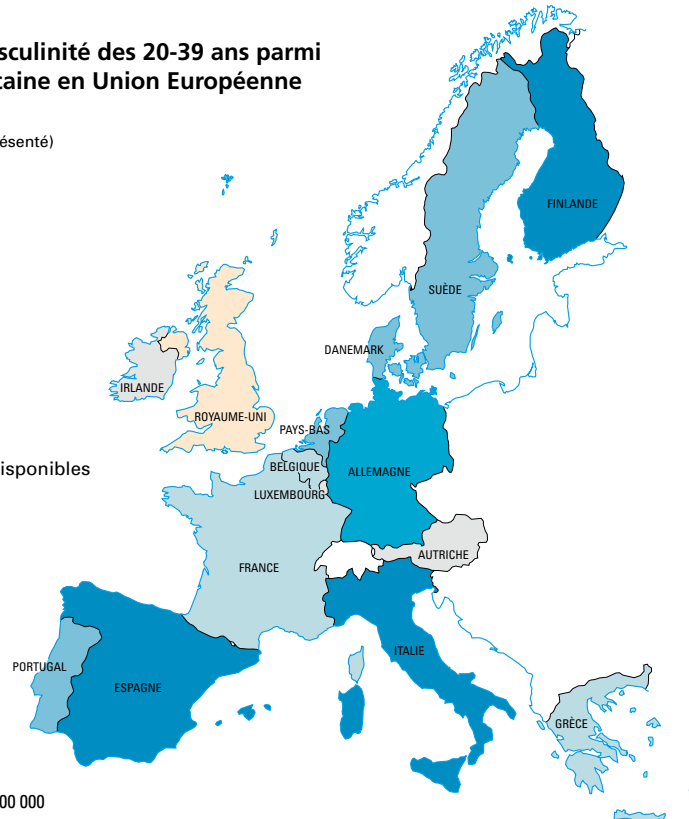 sculinité des 20-39 ans parmi
caine en Union Européenne
ésenté)
FINLANDE
SUÈDE
DANEMARK
IRLANDE
ROYAUME-UNI
PAYS-BAS
BELGIQUE
isponibles
ALLEMAGNE
LUXEMBOURG
AUTRICHE
FRANCE
ITALIE
PORTUGAL
ESPAGNE
GRÈCE
00 000